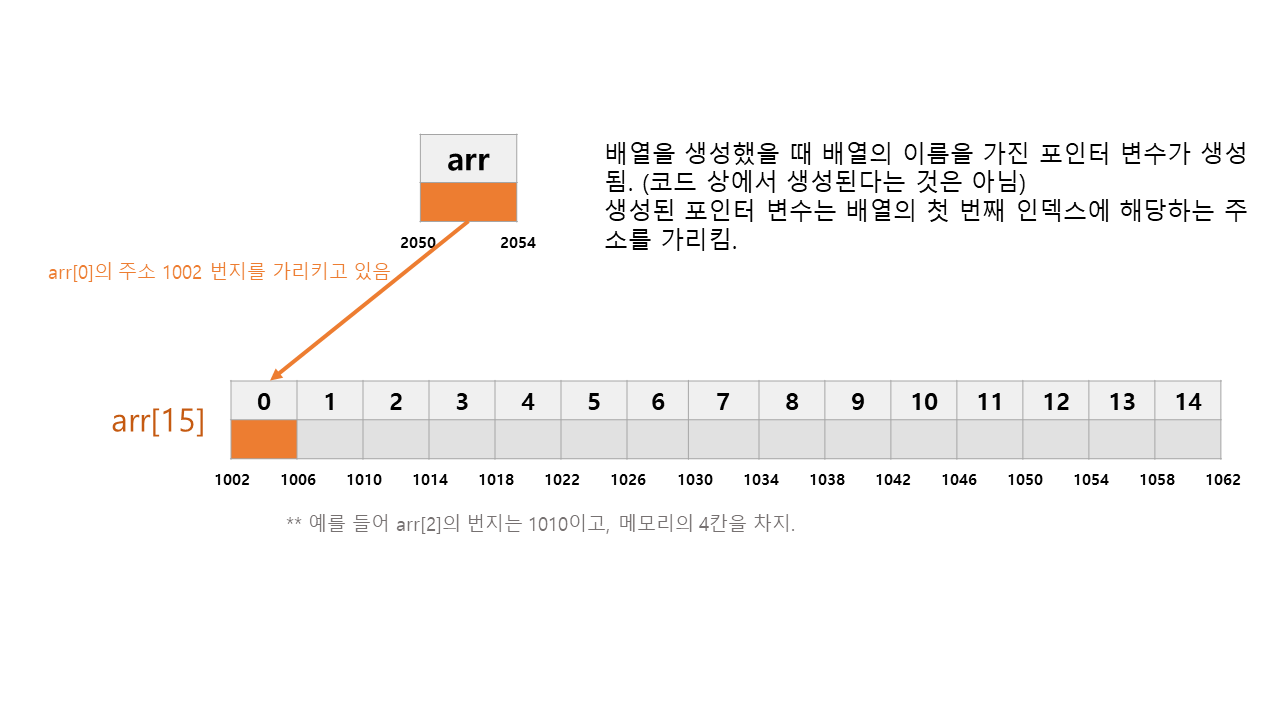 arr
배열을 생성했을 때 배열의 이름을 가진 포인터 변수가 생성
됨. (코드 상에서 생성된다는 것은 아님)
생성된 포인터 변수는 배열의 첫 번째 인덱스에 해당하는 주
소를 가리킴.
2050 2054
arr[0]의 주소 1002 번지를 가리키고 있음
0 1 2 3 4 5 6 7 8 9 10 11 12 13 14
arr[15]
1002 1006 1010 1014 1018 1022 1026 1030 1034 1038 1042 1046 1050 1054 1058 1062
** 예를 들어 arr[2]의 번지는 1010이고, 메모리의 4칸을 차지.